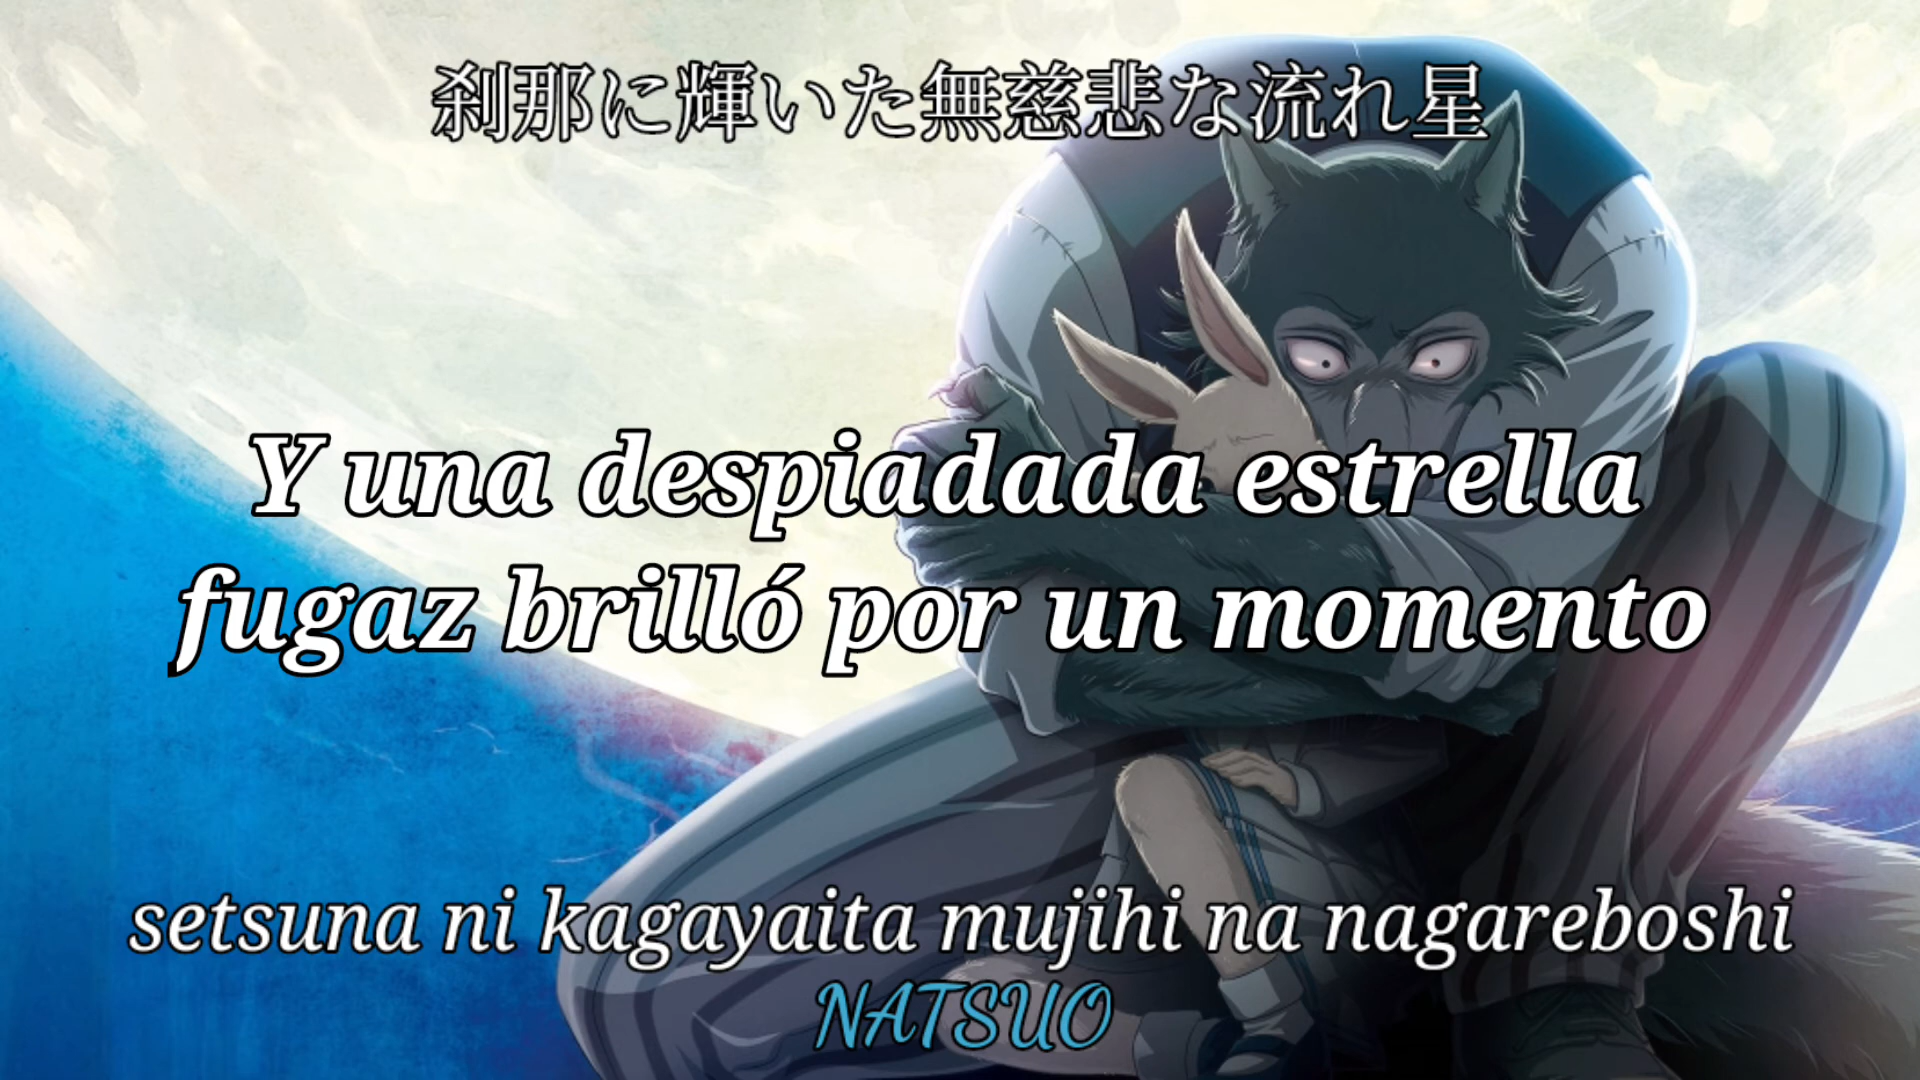 刹那に輝いた無慈悲な流れ星
Y una despiadada estrella
fugaz brilló por un momento
setsuna ni kagayaita mujihi na nagareboshi
NATSUO